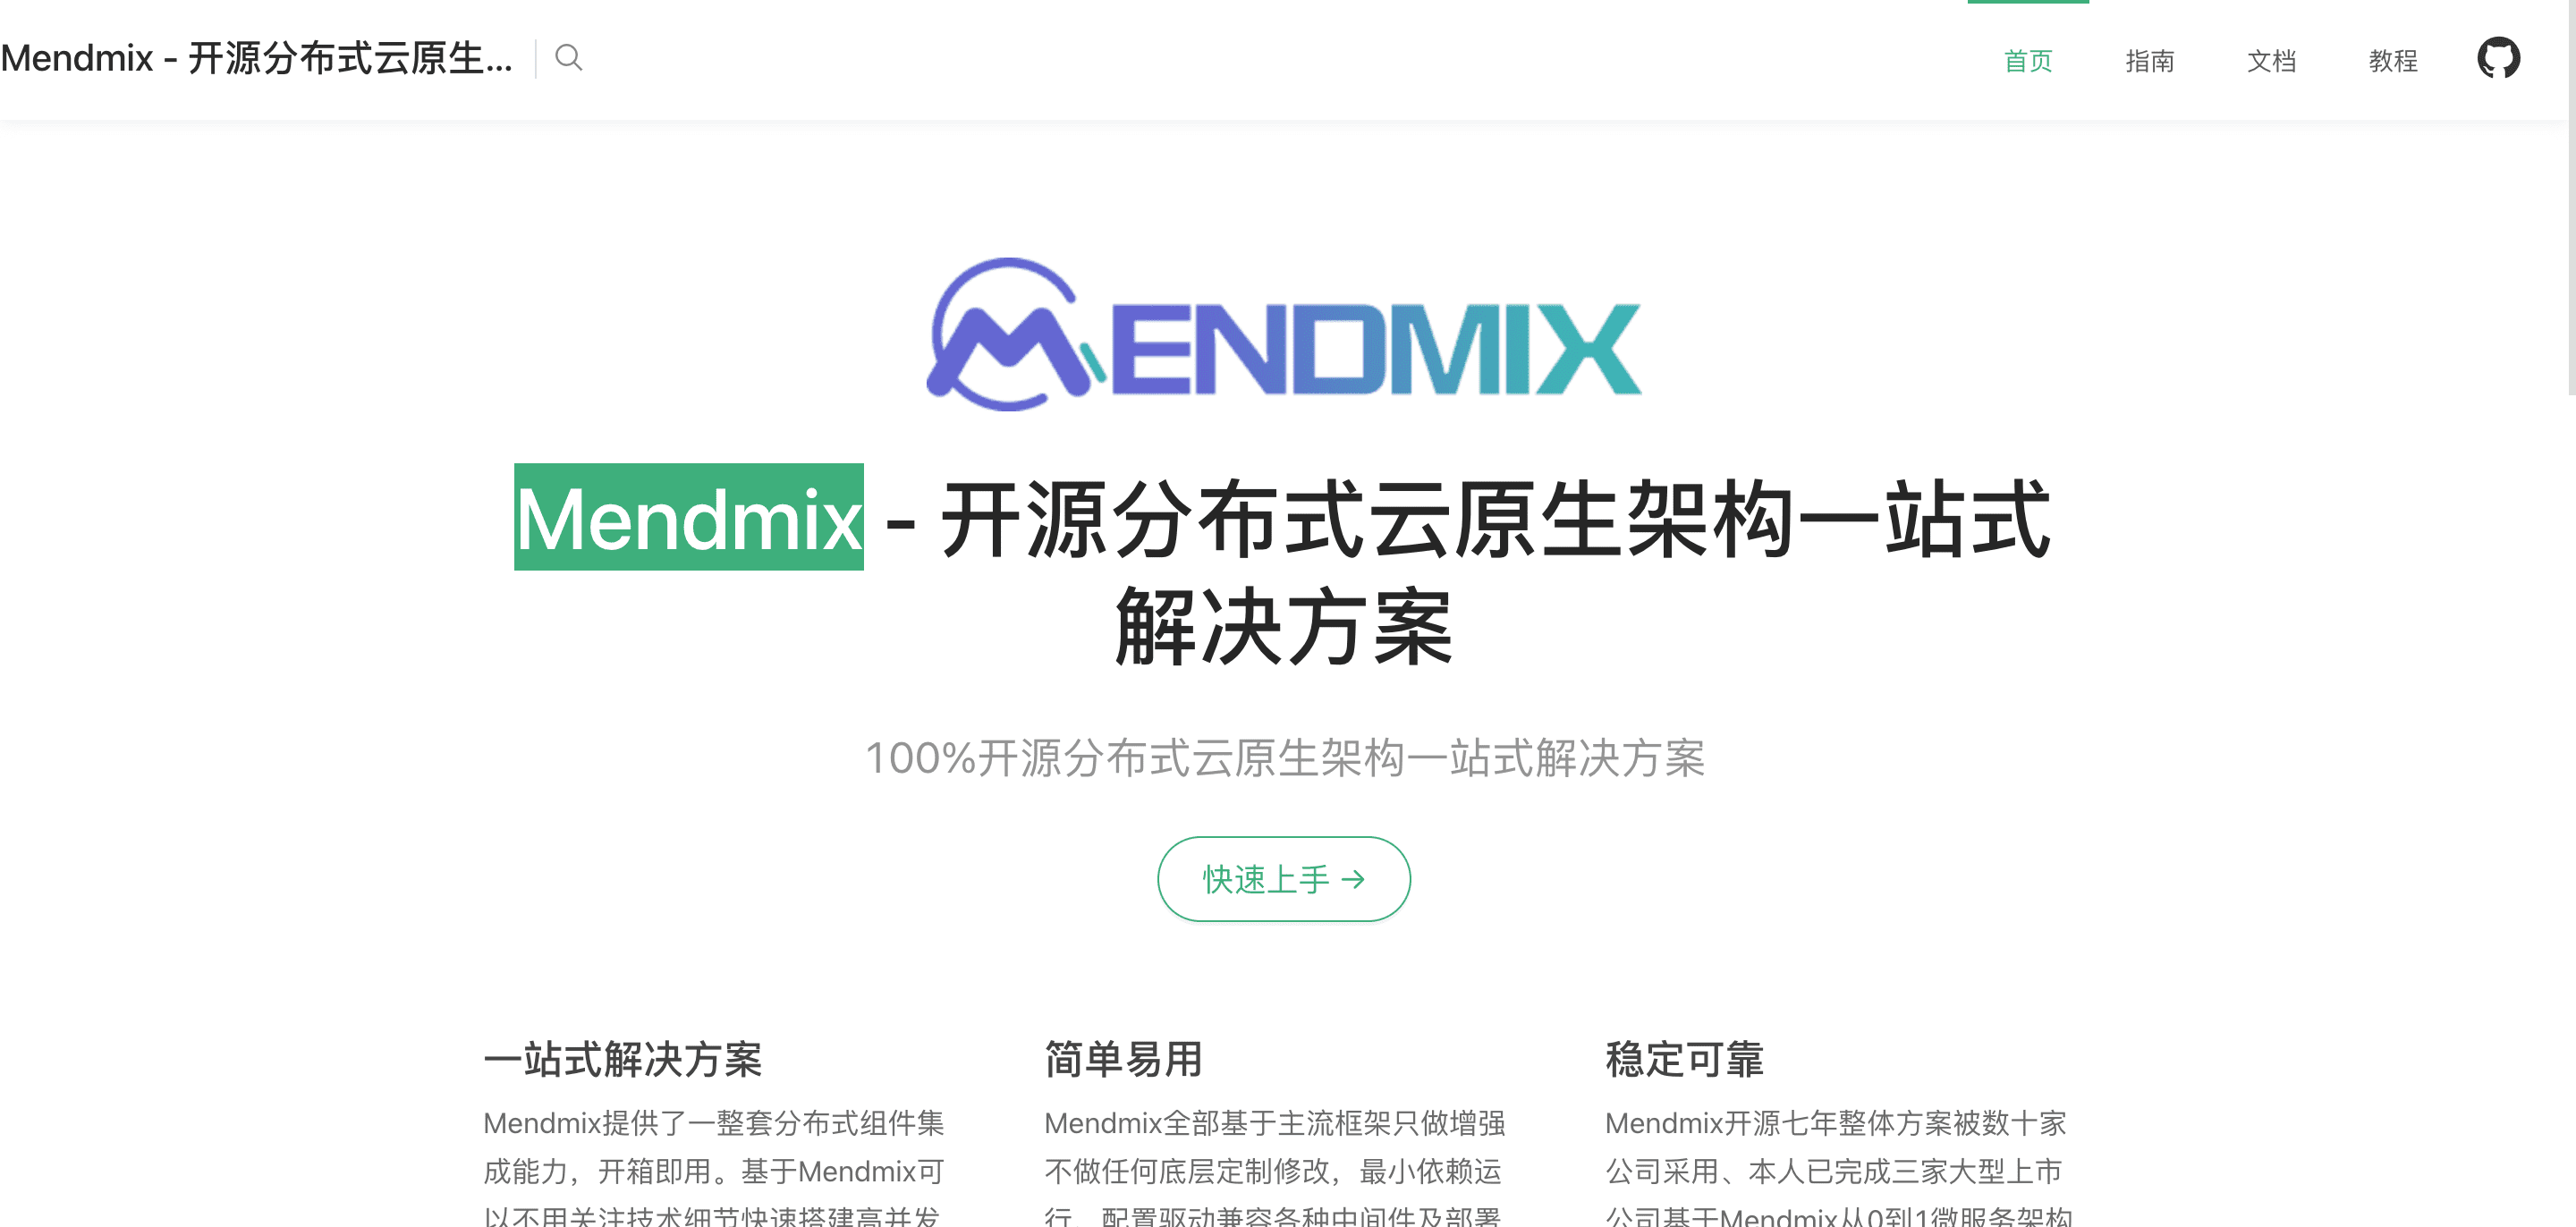 Mendmix - 开源分布式云原生...
首页 指南 文档 教程
MENDMIX
Mendmix - 开源分布式云原生架构一站式
解决方案
100%开源分布式云原生架构一站式解决方案
快速上手 →
一站式解决方案
Mendmix提供了一整套分布式组件集
成能力，开箱即用。基于Mendmix可
以不用关注技术细节快速搭建高并发
简单易用
Mendmix全部基于主流框架只做增强
不做任何底层定制修改，最小依赖运
行、配置驱动兼容各种中间件及部署
稳定可靠
Mendmix开源七年整体方案被数十家
公司采用、本人已完成三家大型上市
公司基于Mendmix从0到1微服务架构